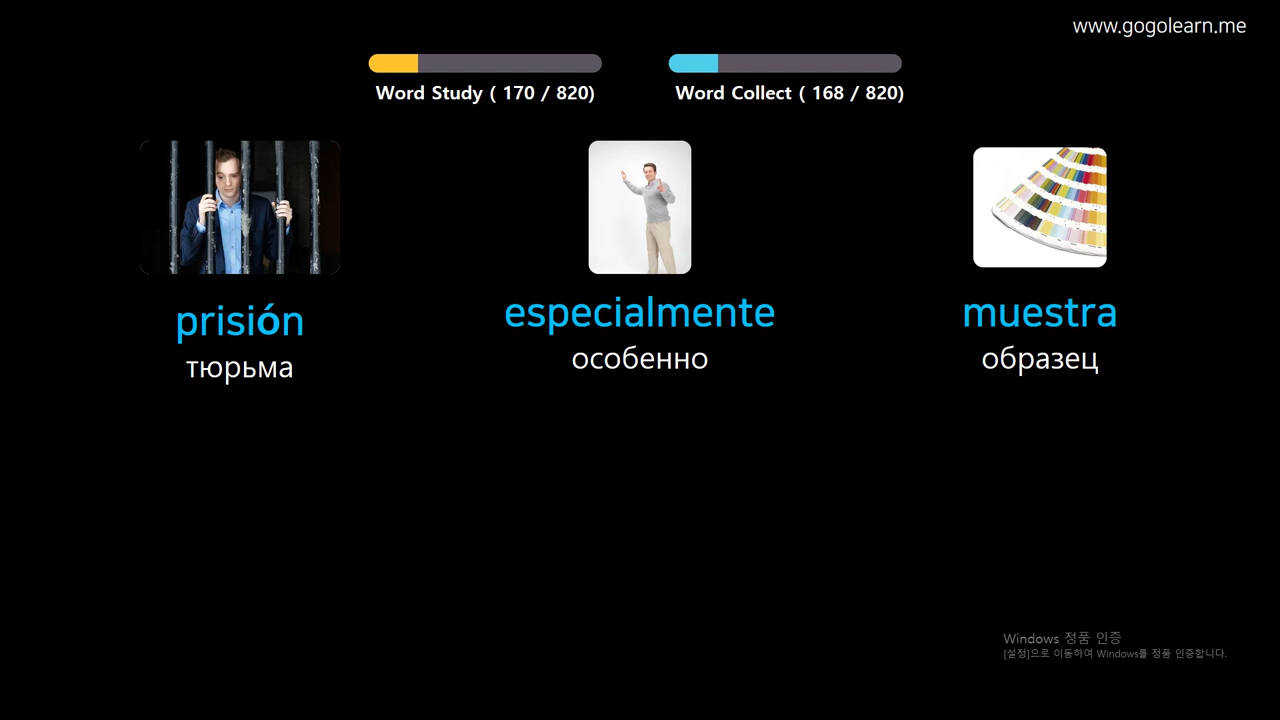 www.gogolearn.me
Word Study ( 170 / 820)
Word Collect ( 168 / 820)
prisión
тюрьма
especialmente
особенно
muestra
образец
Windows 정품 인증
[설정]으로 이동하여 Windows를 정품 인증합니다.